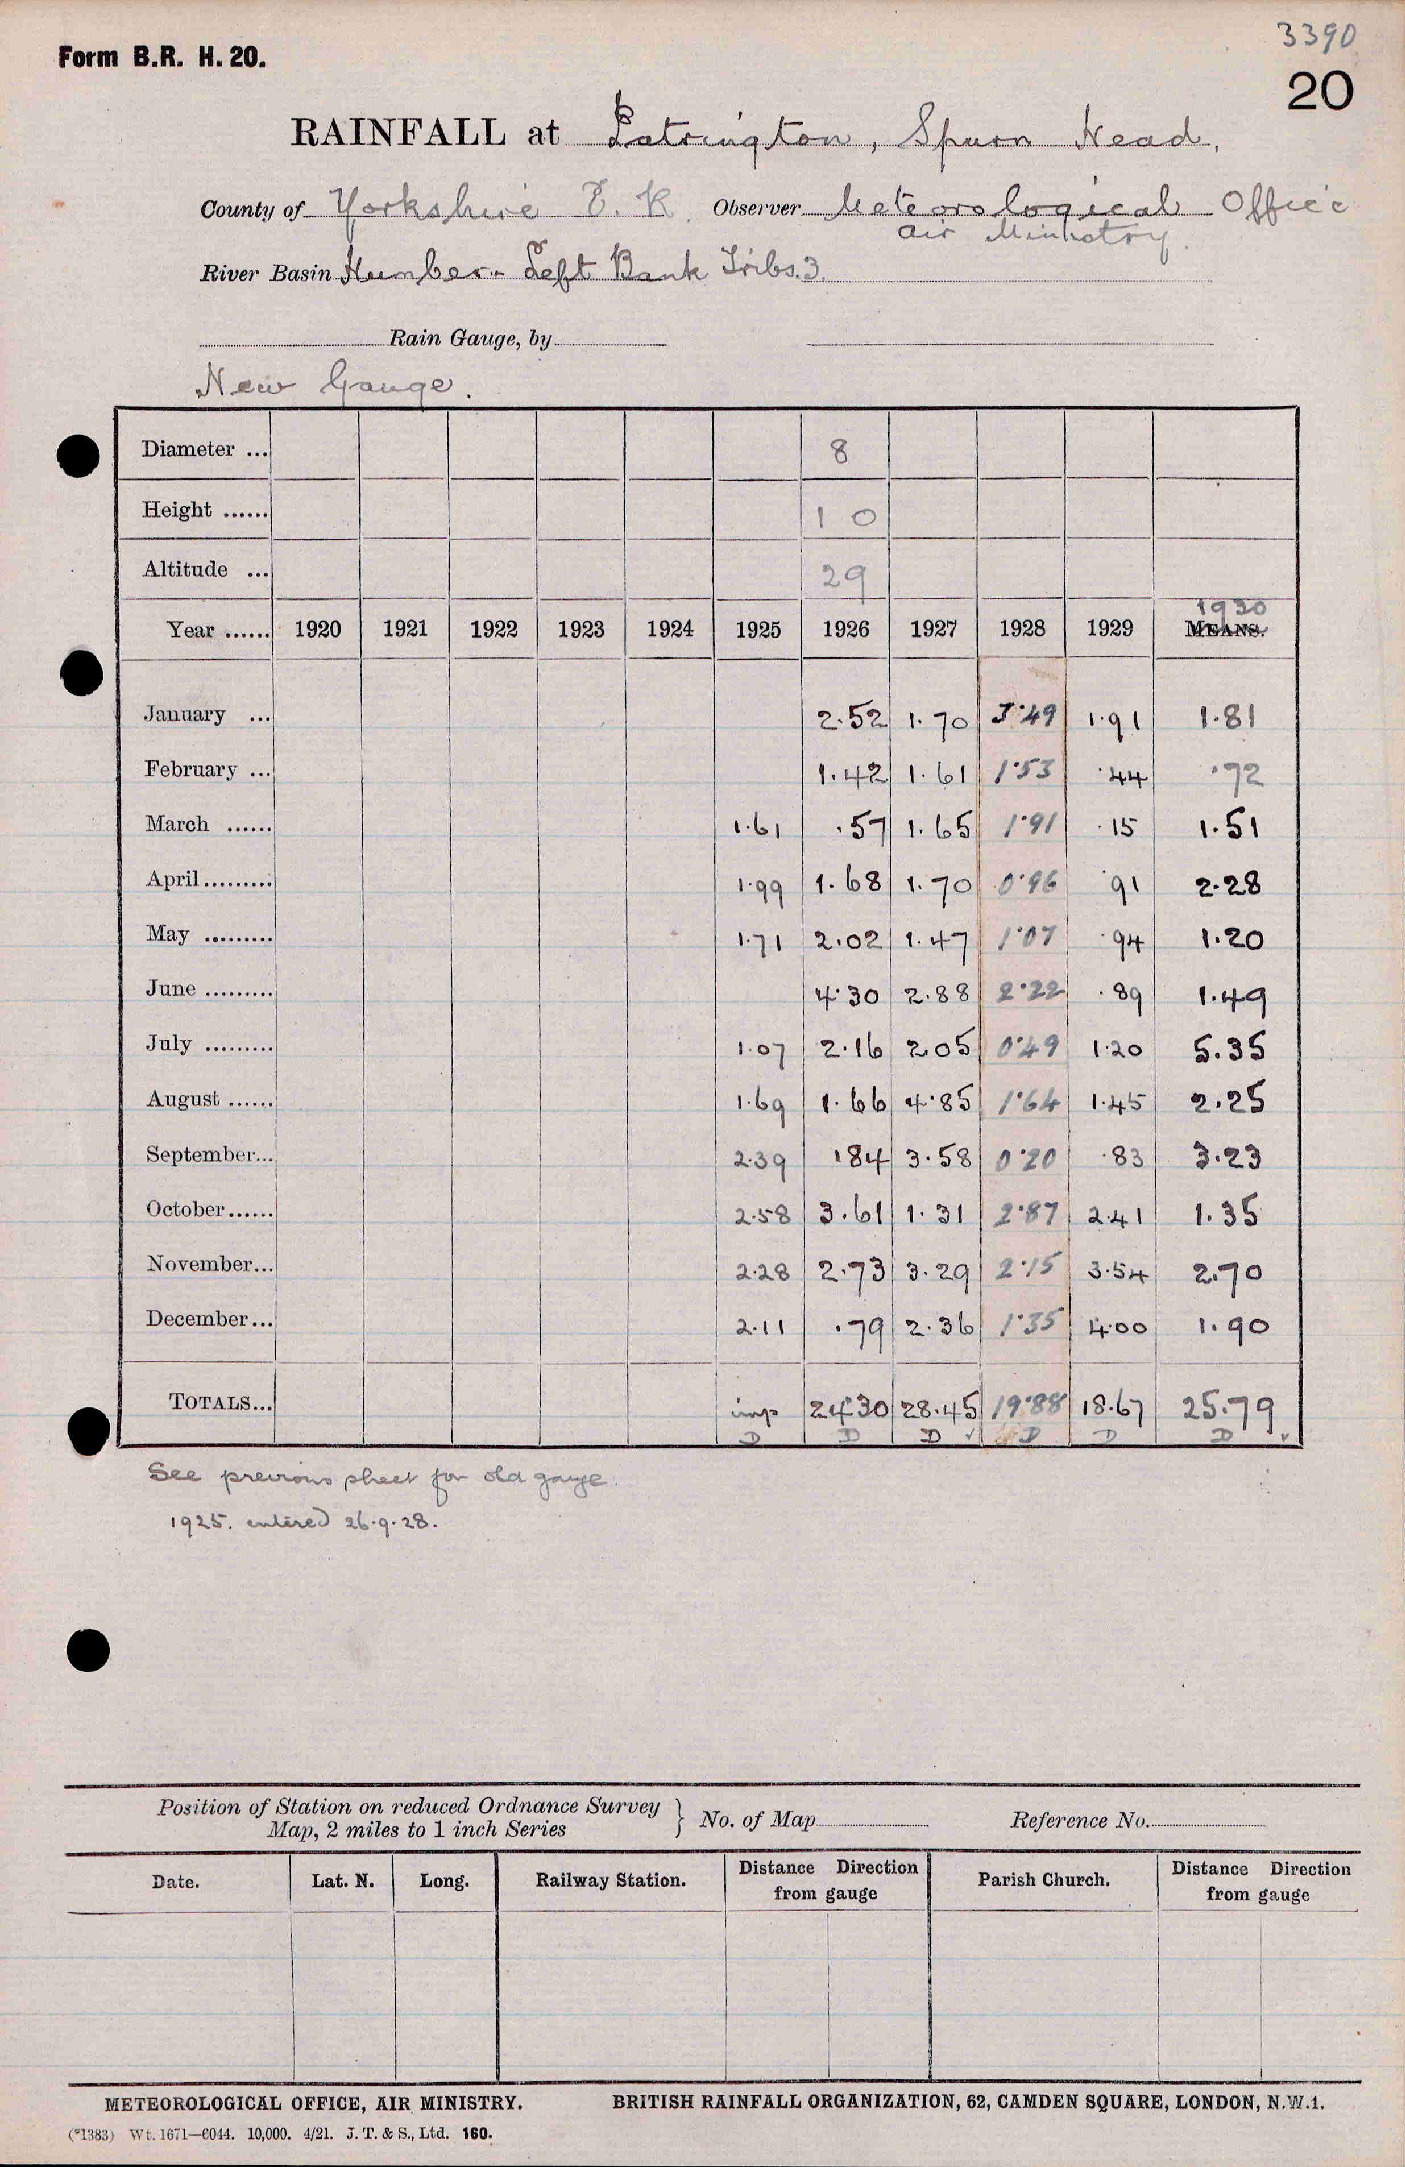 3390
Form B.R. H. 20.
20
RAINFALL at Patrington, Spurn Head,
County of Yorkshire E. R. Observer Meteorological Office
Air Ministry.
River Basin Humber - Left Bank Tribs. 3.
Rain Gauge, by
New Gauge.
Diameter ... 8
Height ...... 1 0
Altitude ... 29
1930
Year ...... 1920 1921 1922 1923 1924 1925 1926 1927 1928 1929 MEANS.
January ... 2.52 1.70 3.49 1.91 1.81
February ... 1.42 1.61 1.53 .44 .72
March ...... 1.61 .57 1.65 1.91 .15 1.51
April......... 1.99 1.68 1.70 0.96 .91 2.28
May ......... 1.71 2.02 1.47 1.07 .94 1.20
June ......... 4.30 2.88 2.22 .89 1.49
July ......... 1.07 2.16 2.05 0.49 1.20 5.35
August ...... 1.69 1.66 4.85 1.64 1.45 2.25
September... 2.39 .84 3.58 0.20 .83 3.23
October...... 2.58 3.61 1.31 2.87 2.41 1.35
November... 2.28 2.73 3.29 2.15 3.54 2.70
December... 2.11 .79 2.36 1.35 4.00 1.90
TOTALS... imp 24.30 28.45 19.88 18.67 25.79
D D D ✓ D D D ✓
See previous sheet for old gauge.
1925. entered 26.9.28.
Position of Station on reduced Ordnance Survey
Map, 2 miles to 1 inch Series } No. of Map Reference No.
Date. Lat. N. Long. Railway Station. Distance Direction from gauge Parish Church. Distance Direction from gauge
METEOROLOGICAL OFFICE, AIR MINISTRY. BRITISH RAINFALL ORGANIZATION, 62, CAMDEN SQUARE, LONDON, N.W.1.
(*1383) Wt. 1671—6044. 10,000. 4/21. J. T. & S., Ltd. 160.